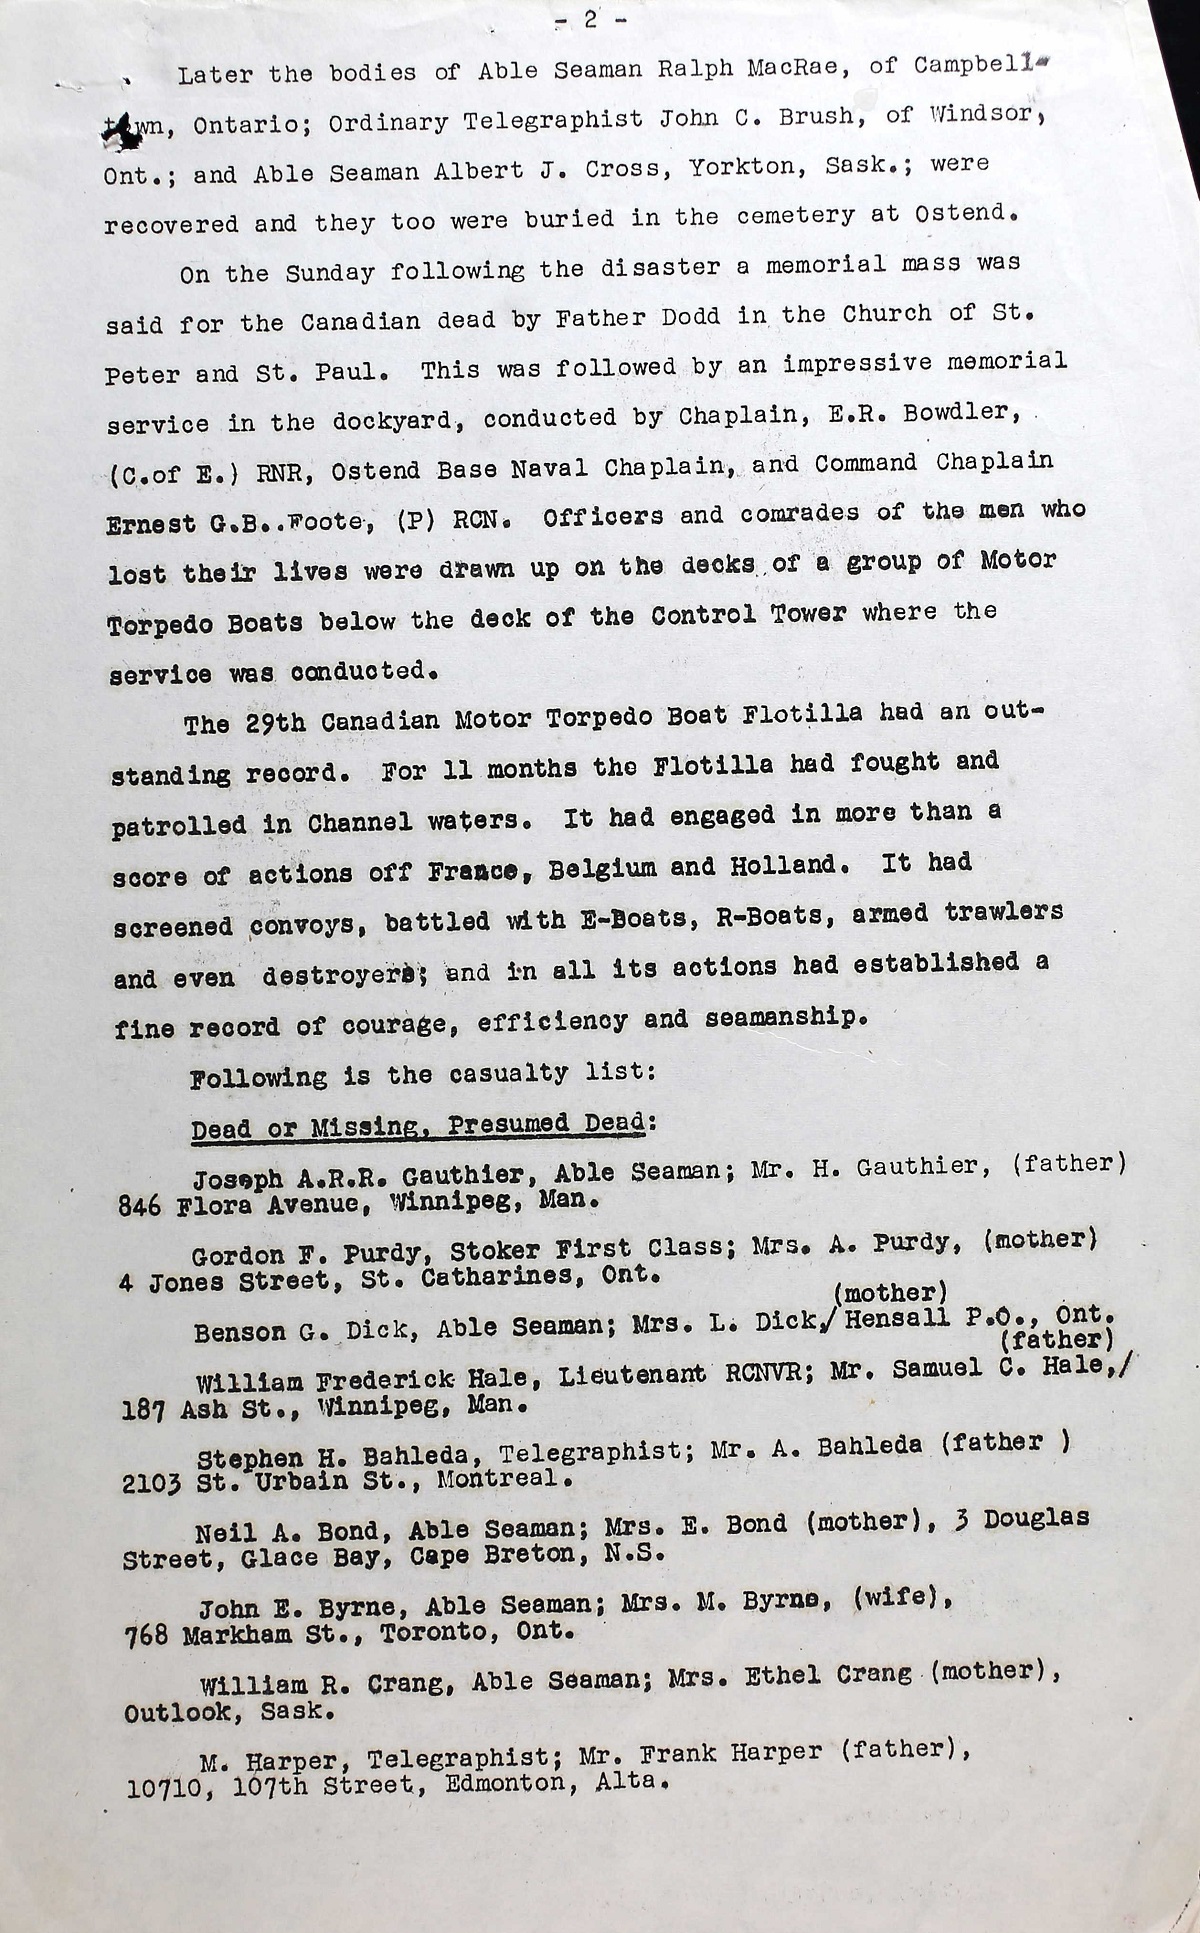 - 2 -
Later the bodies of Able Seaman Ralph MacRae, of Campbell-
town, Ontario; Ordinary Telegraphist John C. Brush, of Windsor,
Ont.; and Able Seaman Albert J. Cross, Yorkton, Sask.; were
recovered and they too were buried in the cemetery at Ostend.
On the Sunday following the disaster a memorial mass was
said for the Canadian dead by Father Dodd in the Church of St.
Peter and St. Paul. This was followed by an impressive memorial
service in the dockyard, conducted by Chaplain, E.R. Bowdler,
(C.of E.) RNR, Ostend Base Naval Chaplain, and Command Chaplain
Ernest G.B..Foote, (P) RCN. Officers and comrades of the men who
lost their lives were drawn up on the decks of a group of Motor
Torpedo Boats below the deck of the Control Tower where the
service was conducted.
The 29th Canadian Motor Torpedo Boat Flotilla had an out-
standing record. For 11 months the Flotilla had fought and
patrolled in Channel waters. It had engaged in more than a
score of actions off France, Belgium and Holland. It had
screened convoys, battled with E-Boats, R-Boats, armed trawlers
and even destroyers; and in all its actions had established a
fine record of courage, efficiency and seamanship.
Following is the casualty list:
Dead or Missing, Presumed Dead:
Joseph A.R.R. Gauthier, Able Seaman; Mr. H. Gauthier, (father)
846 Flora Avenue, Winnipeg, Man.
Gordon F. Purdy, Stoker First Class; Mrs. A. Purdy, (mother)
4 Jones Street, St. Catharines, Ont.
(mother)
Benson G. Dick, Able Seaman; Mrs. L. Dick,/ Hensall P.O., Ont.
(father)
William Frederick Hale, Lieutenant RCNVR; Mr. Samuel C. Hale,/
187 Ash St., Winnipeg, Man.
Stephen H. Bahleda, Telegraphist; Mr. A. Bahleda (father )
2103 St. Urbain St., Montreal.
Neil A. Bond, Able Seaman; Mrs. E. Bond (mother), 3 Douglas
Street, Glace Bay, Cape Breton, N.S.
John E. Byrne, Able Seaman; Mrs. M. Byrne, (wife),
768 Markham St., Toronto, Ont.
William R. Crang, Able Seaman; Mrs. Ethel Crang (mother),
Outlook, Sask.
M. Harper, Telegraphist; Mr. Frank Harper (father),
10710, 107th Street, Edmonton, Alta.